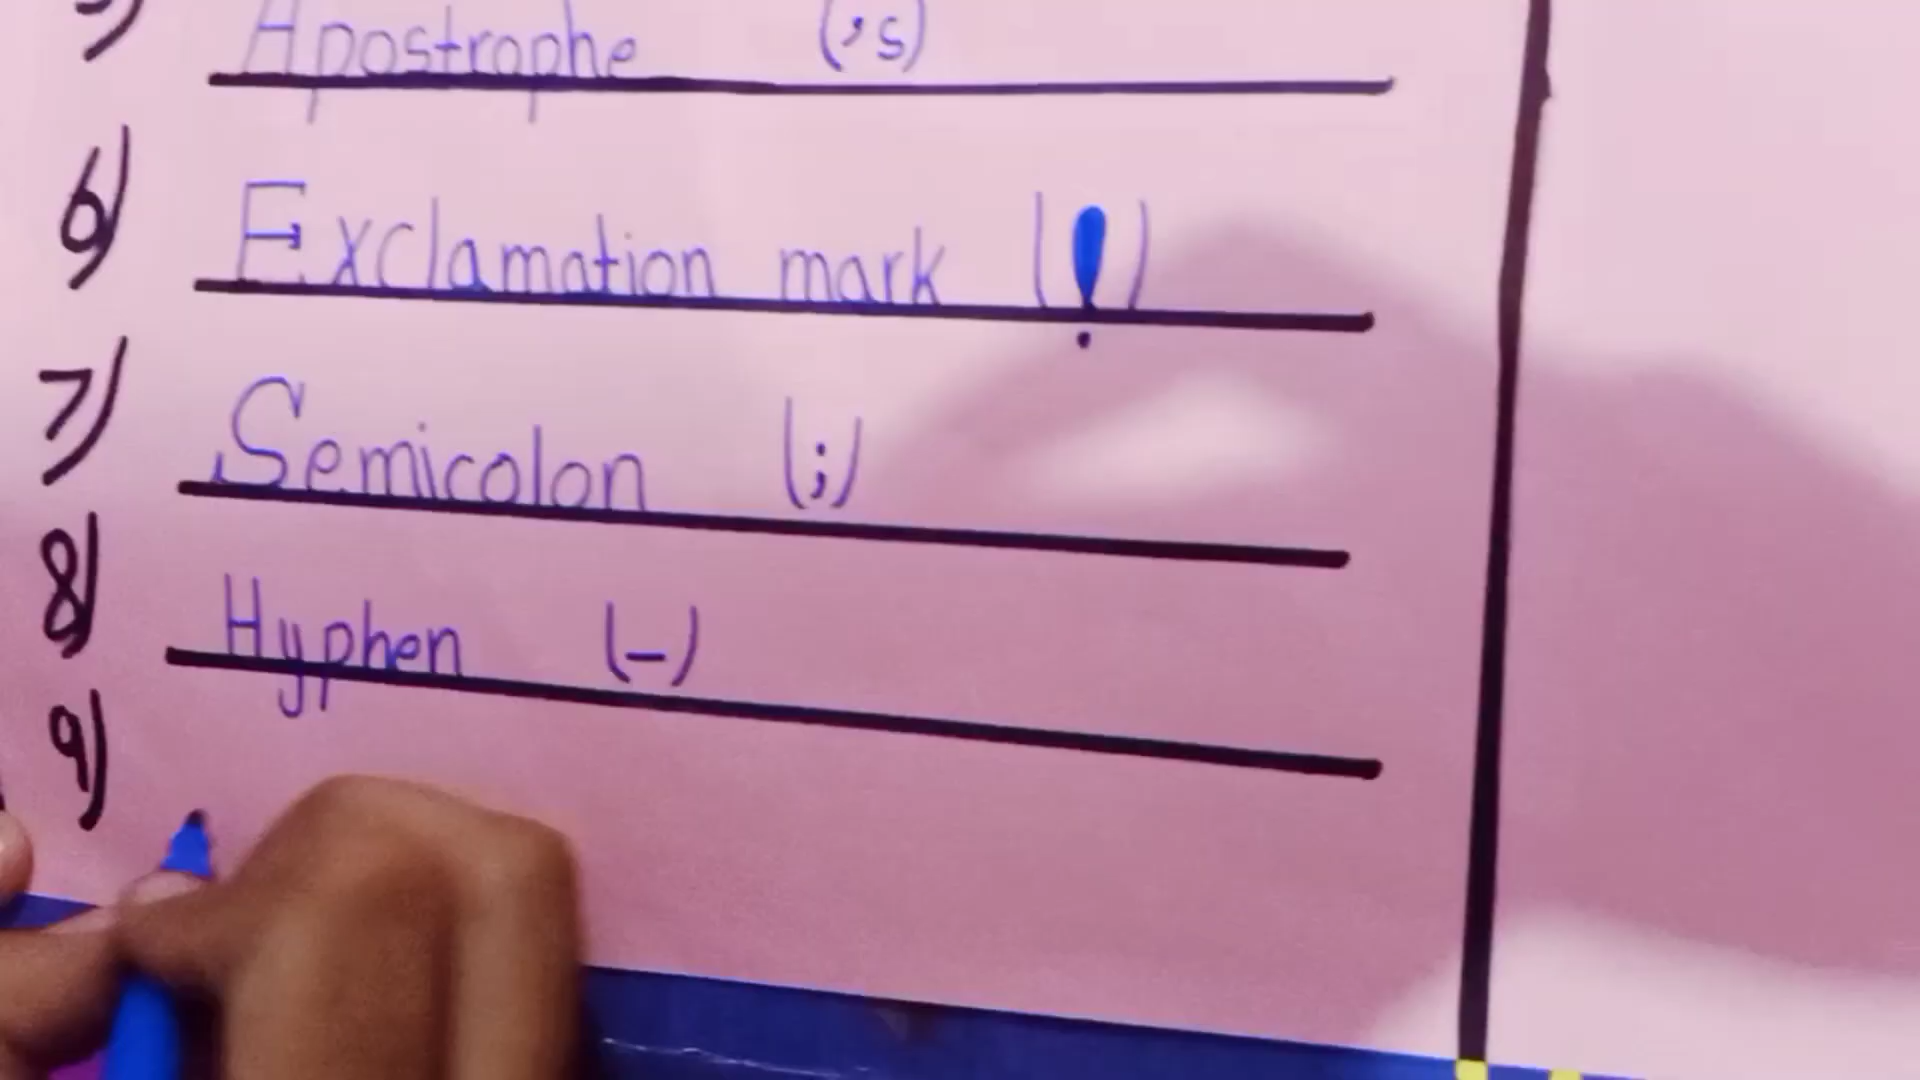 Apostrophe (,s)
6) Exclamation mark (!)
7) Semicolon (;)
8) Hyphen (-)
9)